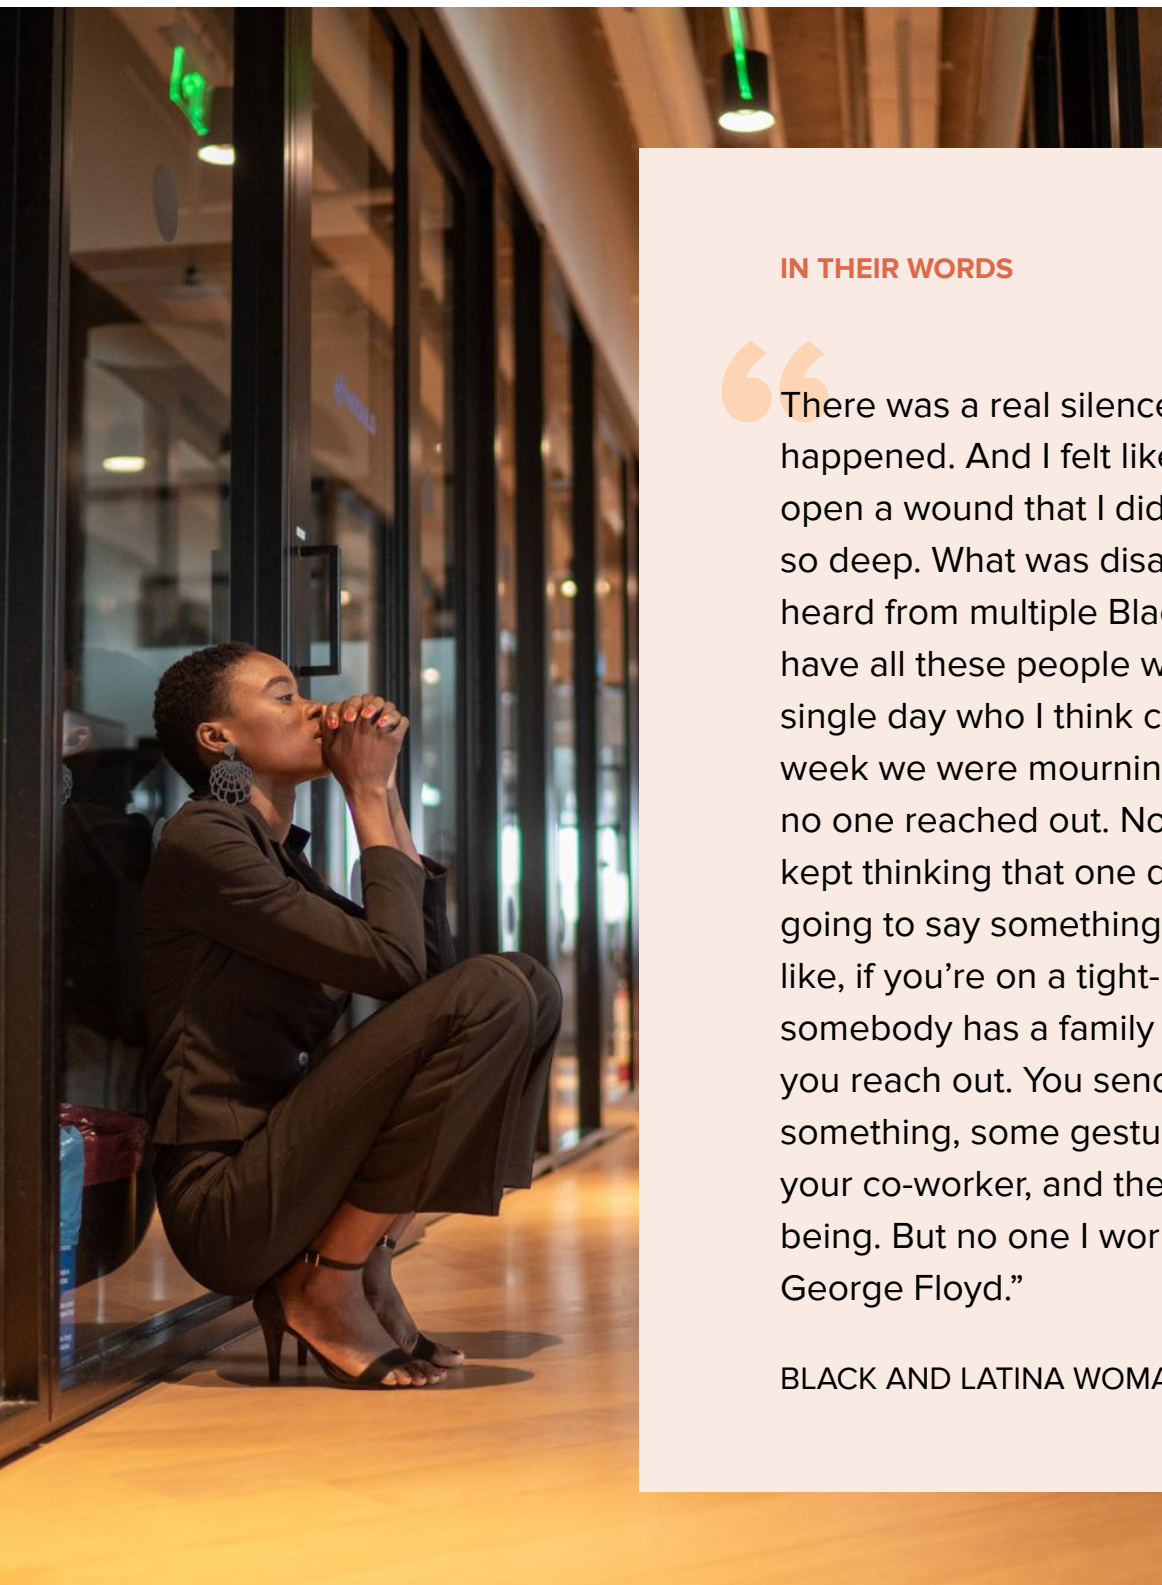 IN THEIR WORDS
“
There was a real silence
happened. And I felt like
open a wound that I did
so deep. What was disa
heard from multiple Bla
have all these people w
single day who I think c
week we were mournin
no one reached out. No
kept thinking that one d
going to say something
like, if you’re on a tight-
somebody has a family
you reach out. You send
something, some gestu
your co-worker, and the
being. But no one I wor
George Floyd.”
BLACK AND LATINA WOMA